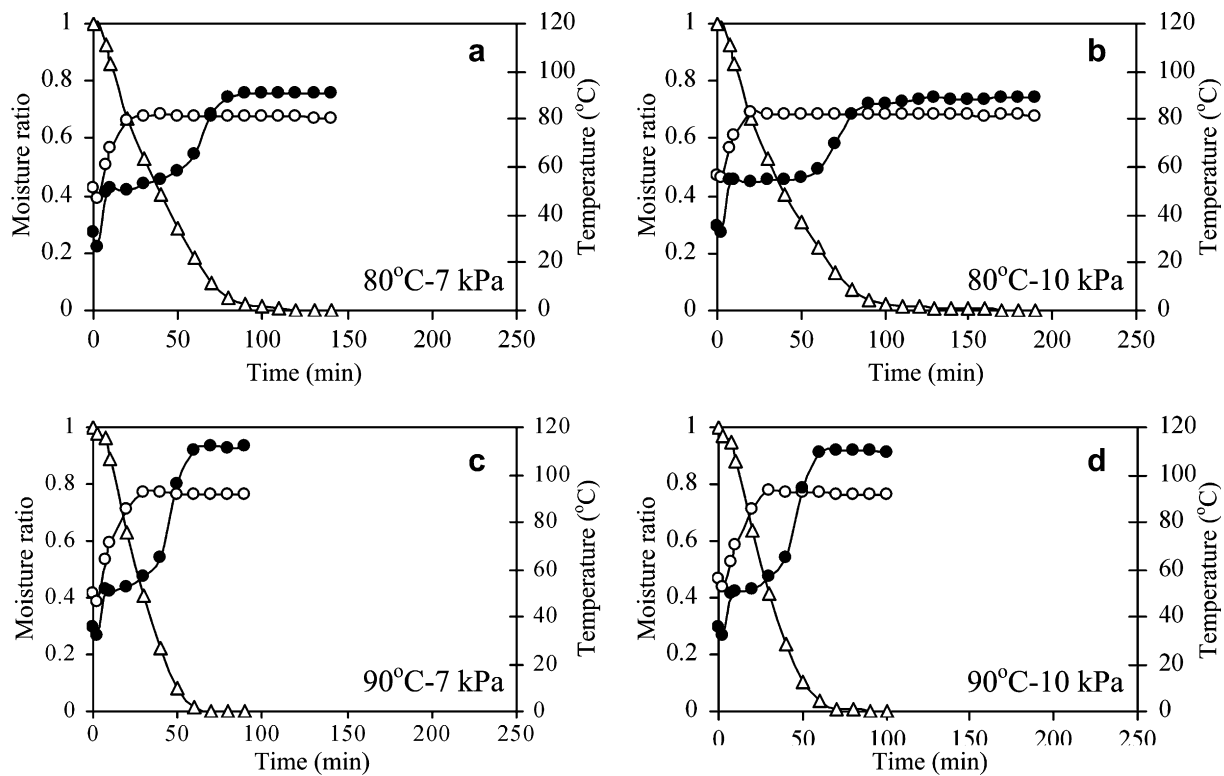 a
Moisture ratio
1
0.8
0.6
0.4
0.2
0
120
100
80
60
40
20
0
Temperature (°C)
80°C-7 kPa
0 50 100 150 200 250
Time (min)
b
Moisture ratio
1
0.8
0.6
0.4
0.2
0
120
100
80
60
40
20
0
Temperature (°C)
80°C-10 kPa
0 50 100 150 200 250
Time (min)
c
Moisture ratio
1
0.8
0.6
0.4
0.2
0
120
100
80
60
40
20
0
Temperature (°C)
90°C-7 kPa
0 50 100 150 200 250
Time (min)
d
Moisture ratio
1
0.8
0.6
0.4
0.2
0
120
100
80
60
40
20
0
Temperature (°C)
90°C-10 kPa
0 50 100 150 200 250
Time (min)